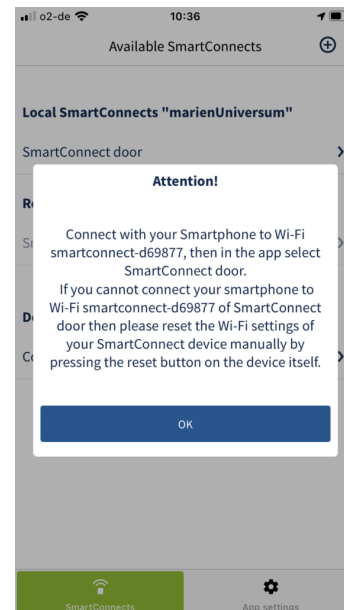 o2-de 10:36
Available SmartConnects
Local SmartConnects "marienUniversum"
SmartConnect door
Attention!
Connect with your Smartphone to Wi-Fi
smartconnect-d69877, then in the app select
SmartConnect door.
If you cannot connect your smartphone to
Wi-Fi smartconnect-d69877 of SmartConnect
door then please reset the Wi-Fi settings of
your SmartConnect device manually by
pressing the reset button on the device itself.
OK
SmartConnects App settings